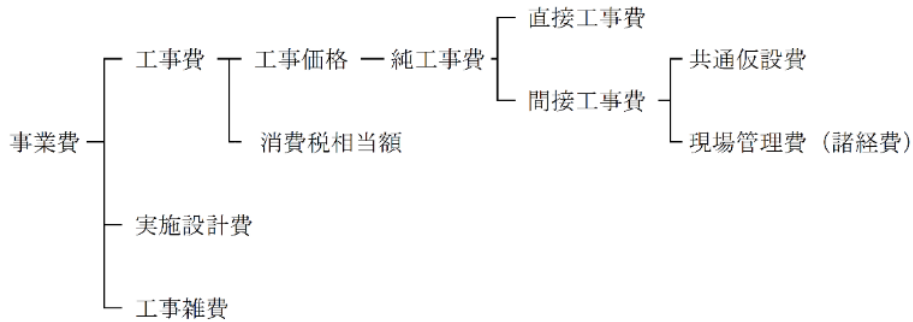 直接工事費
工事費
工事価格
純工事費
共通仮設費
間接工事費
事業費
消費税相当額
現場管理費（諸経費）
実施設計費
工事雑費